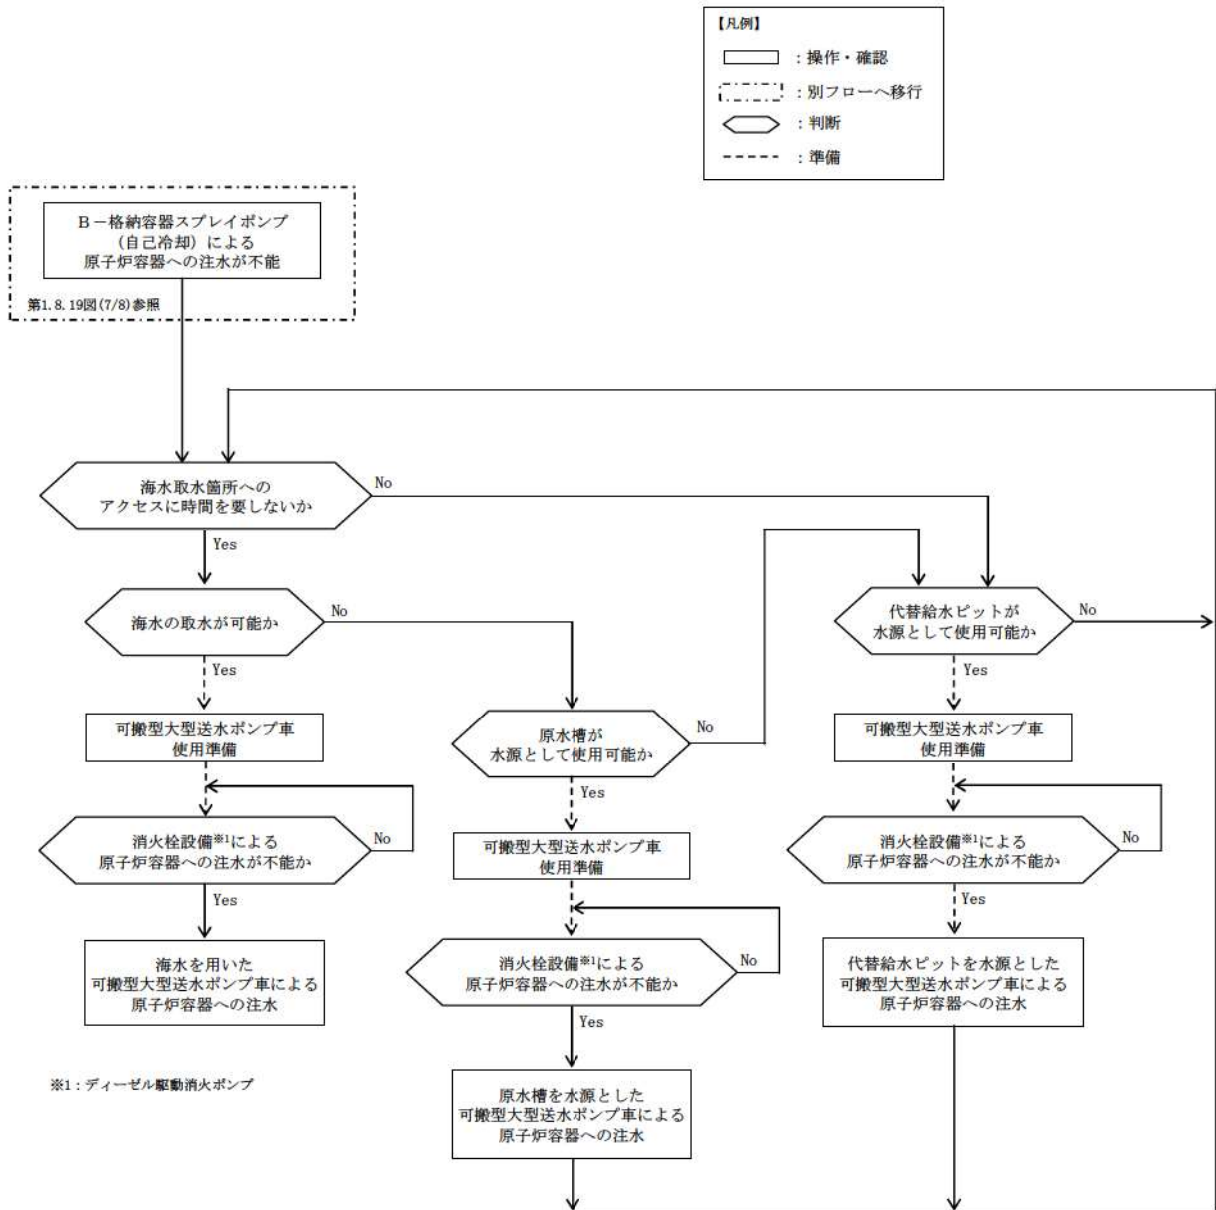 【凡例】
：操作・確認
：別フローへ移行
：判断
：準備
B－格納容器スプレイポンプ
（自己冷却）による
原子炉容器への注水が不能
第1.8.19図(7/8)参照
海水取水箇所への
アクセスに時間を要しないか
No
Yes
海水の取水が可能か
No
Yes
代替給水ピットが
水源として使用可能か
No
Yes
可搬型大型送水ポンプ車
使用準備
原水槽が
水源として使用可能か
No
Yes
可搬型大型送水ポンプ車
使用準備
消火栓設備※1による
原子炉容器への注水が不能か
No
Yes
可搬型大型送水ポンプ車
使用準備
消火栓設備※1による
原子炉容器への注水が不能か
No
Yes
海水を用いた
可搬型大型送水ポンプ車による
原子炉容器への注水
消火栓設備※1による
原子炉容器への注水が不能か
No
Yes
代替給水ピットを水源とした
可搬型大型送水ポンプ車による
原子炉容器への注水
※1：ディーゼル駆動消火ポンプ
原水槽を水源とした
可搬型大型送水ポンプ車による
原子炉容器への注水